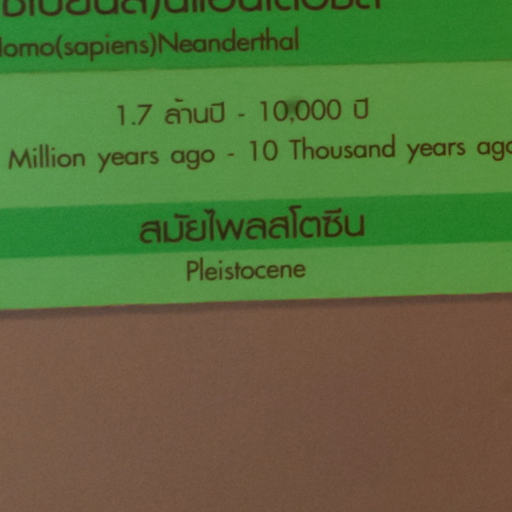 Homo(sapiens)Neanderthal
1.7 ล้านปี - 10,000 ปี
Million years ago - 10 Thousand years ago
สมัยไพลสโตซีน
Pleistocene